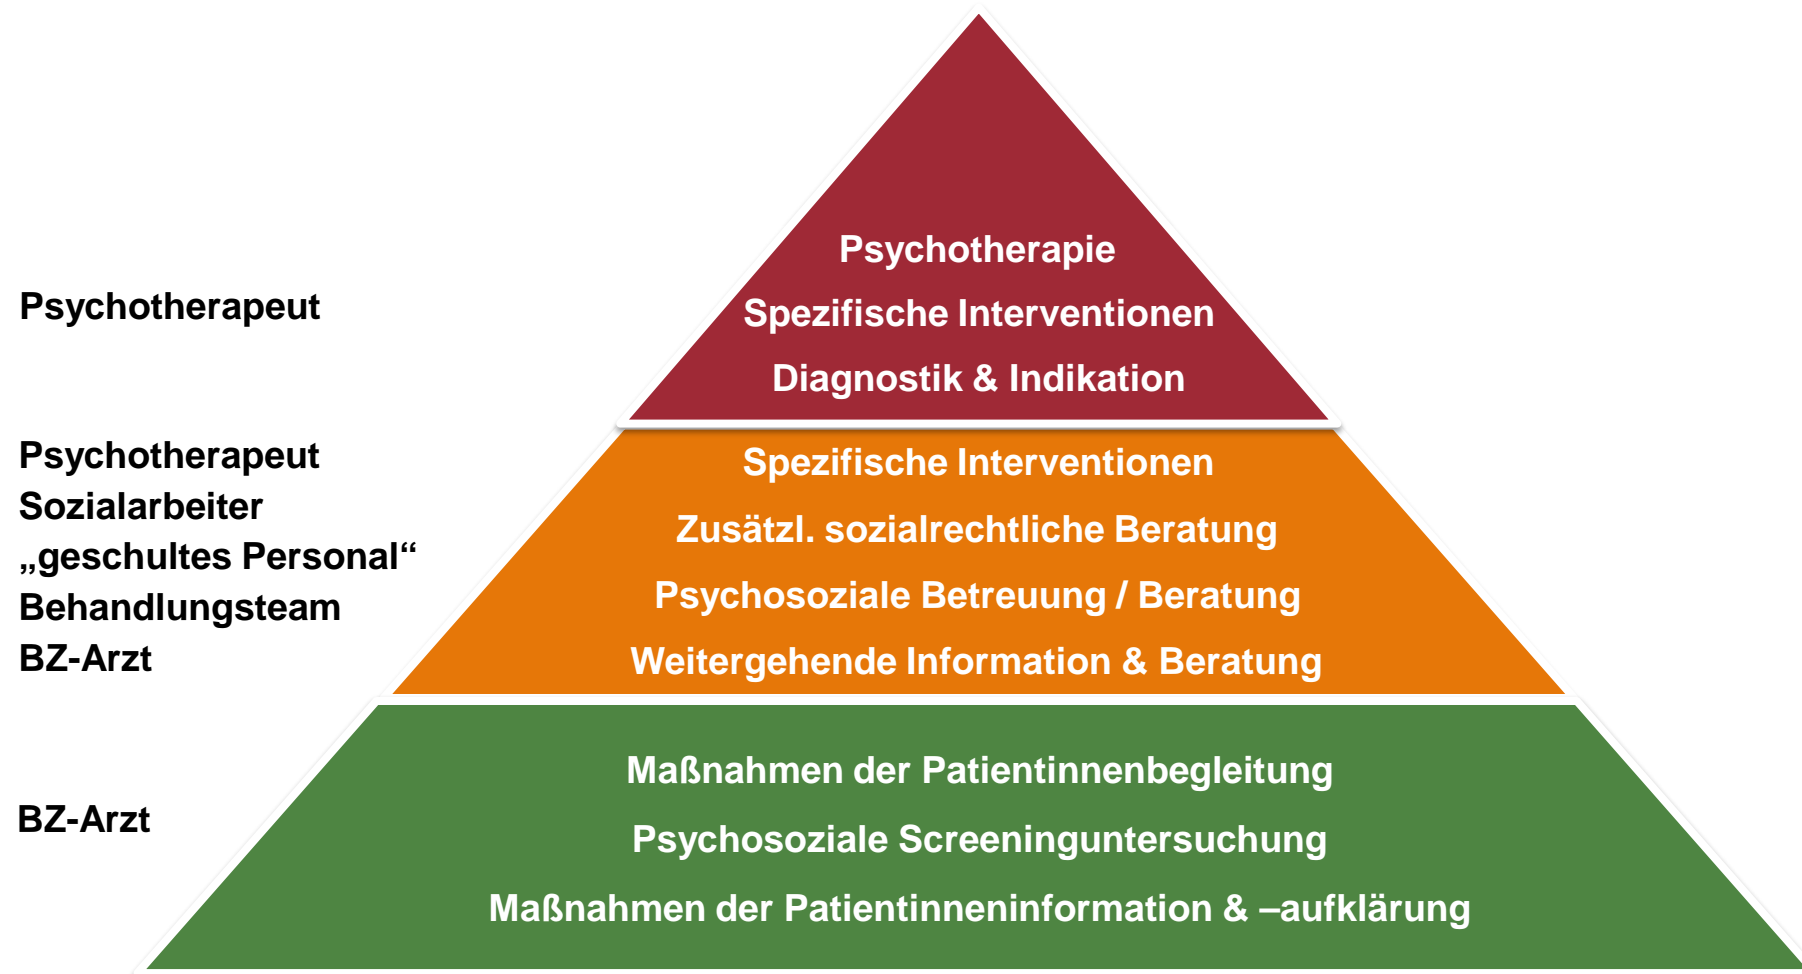 Psychotherapie
Psychotherapeut
Spezifische Interventionen
Diagnostik & Indikation
Psychotherapeut
Spezifische Interventionen
Sozialarbeiter
Zusätzl. sozialrechtliche Beratung
„geschultes Personal“
Behandlungsteam
Psychosoziale Betreuung / Beratung
BZ-Arzt
Weitergehende Information & Beratung
Maßnahmen der Patientinnenbegleitung
BZ-Arzt
Psychosoziale Screeninguntersuchung
Maßnahmen der Patientinneninformation & –aufklärung